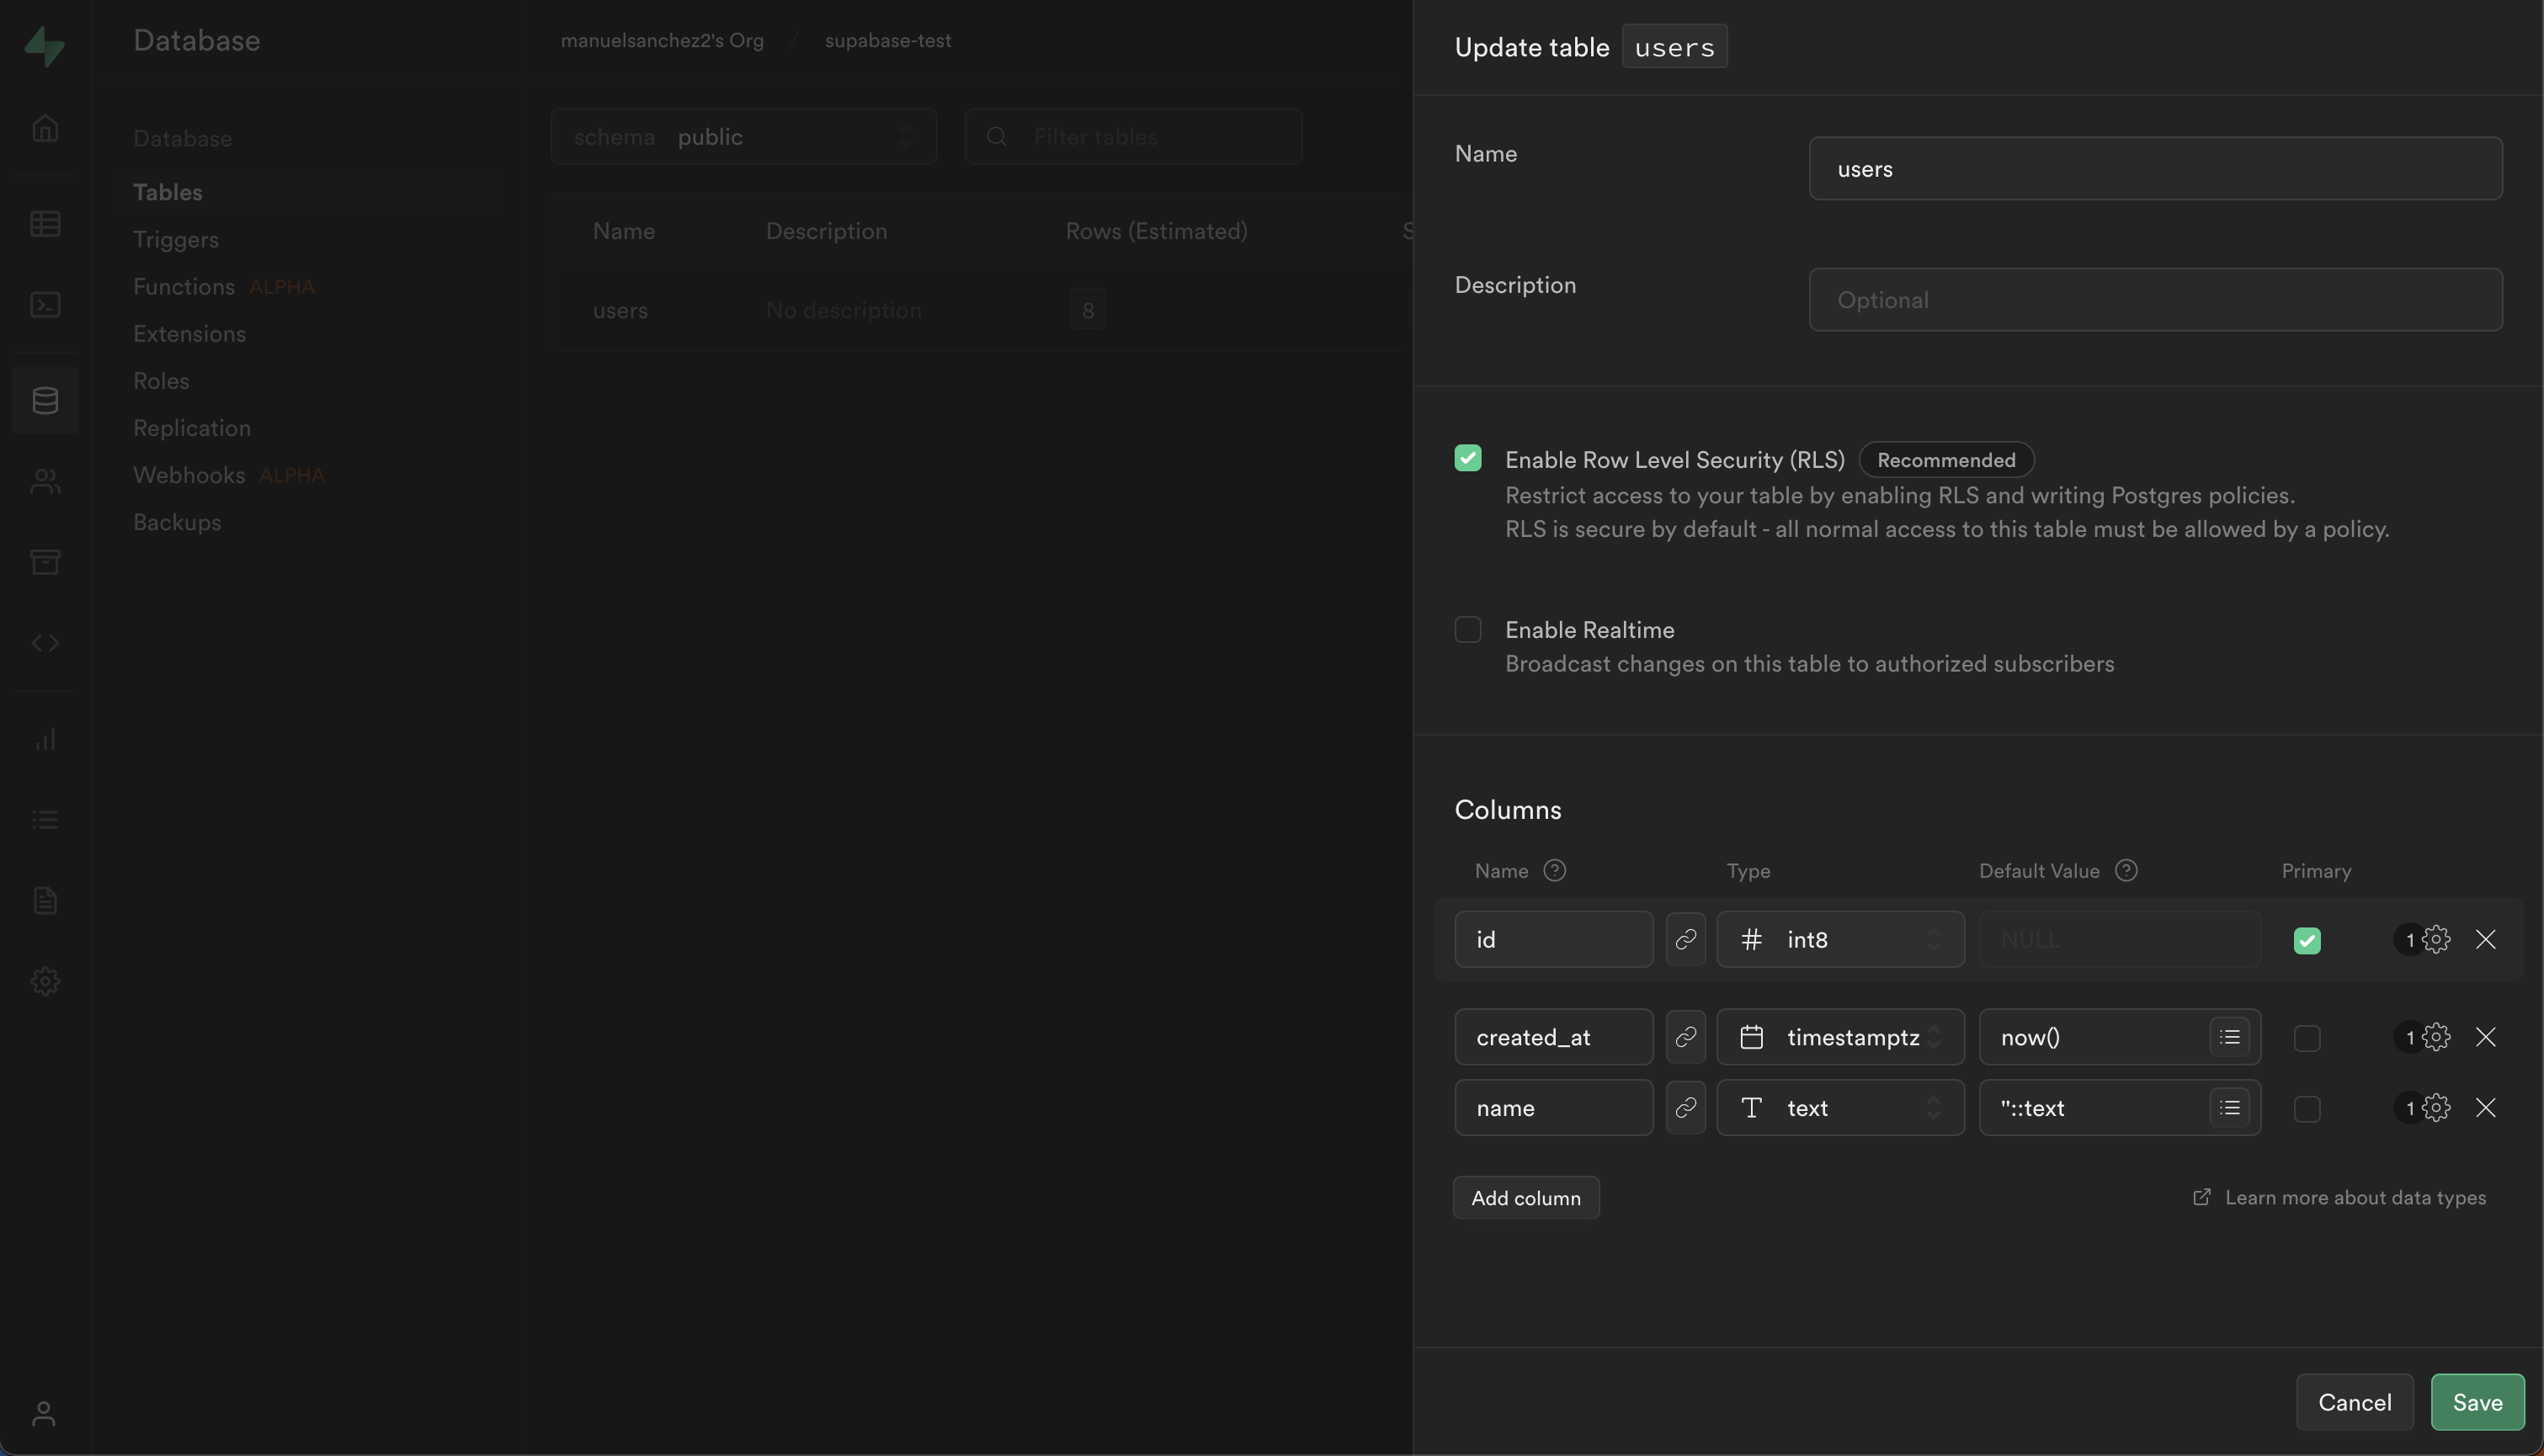 Database
manuelsanchez2's Org / supabase-test
Database
Tables
Triggers
Functions ALPHA
Extensions
Roles
Replication
Webhooks ALPHA
Backups
schema public
Filter tables
Name Description Rows (Estimated) S
users No description 8
Update table users
Name
users
Description
Optional
Enable Row Level Security (RLS) Recommended
Restrict access to your table by enabling RLS and writing Postgres policies.
RLS is secure by default - all normal access to this table must be allowed by a policy.
Enable Realtime
Broadcast changes on this table to authorized subscribers
Columns
Name Type Default Value Primary
id int8 NULL 1
created_at timestamptz now() 1
name text ''::text 1
Add column
Learn more about data types
Cancel Save